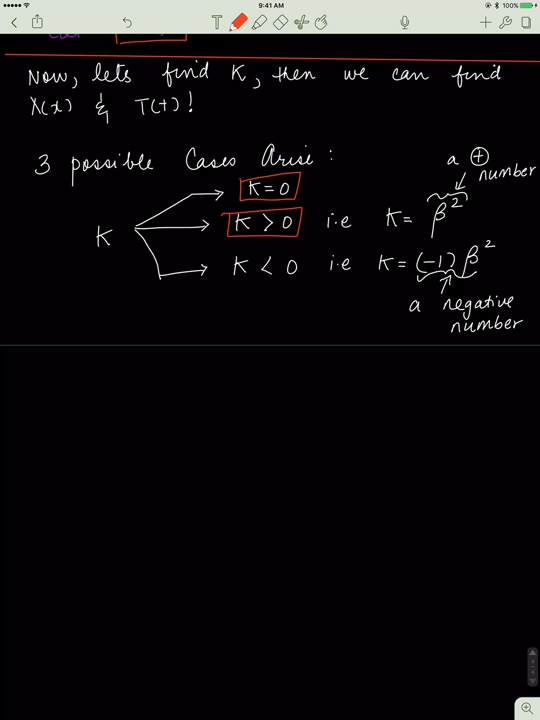 9:41 AM
100%
Now, lets find K, then we can find
X(x) & T(t)!
3 possible Cases Arise:
a ⊕
number
K=0
K > 0 i.e K= β²
K
K < 0 i.e K= (-1) β²
a negative
number